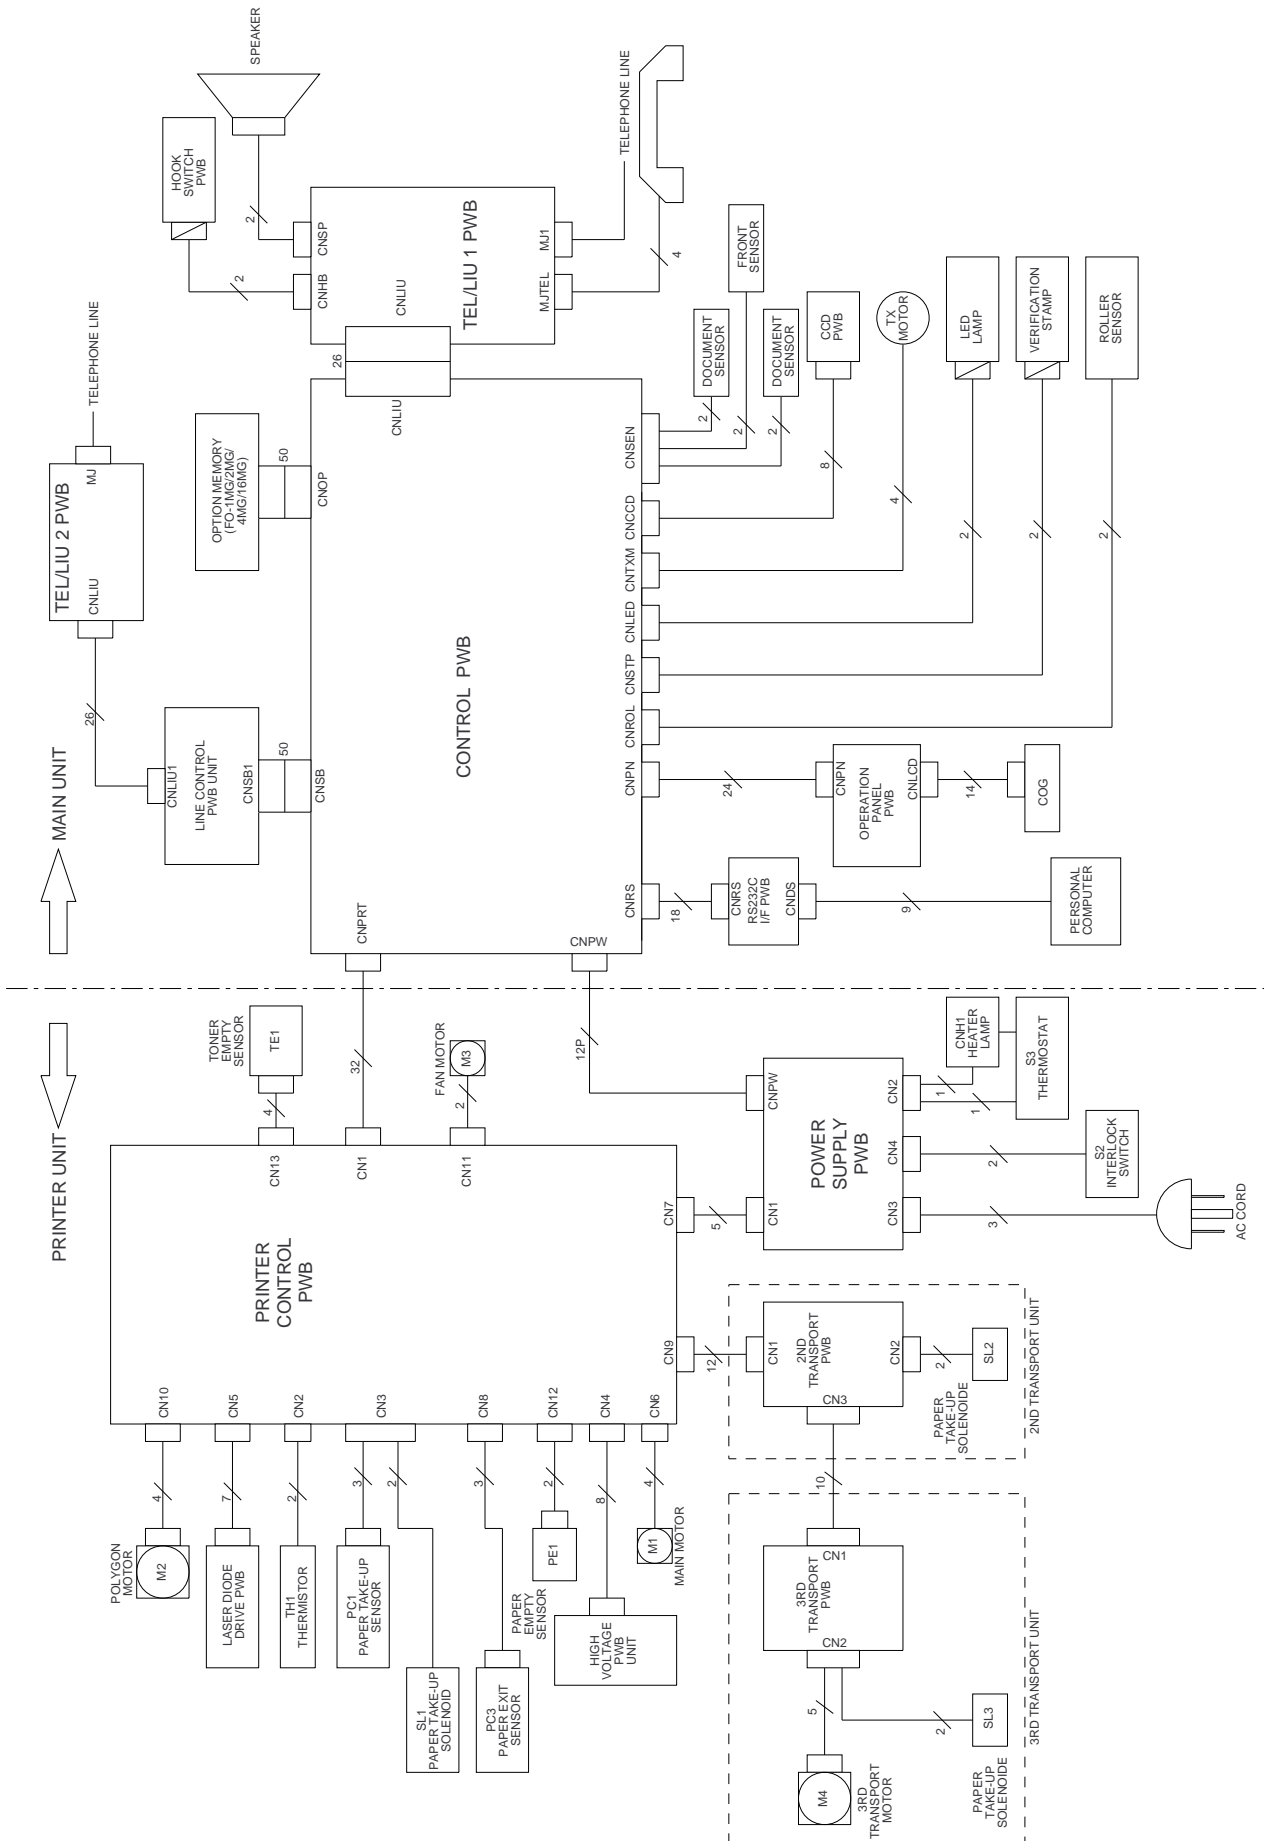 SPEAKER
HOOK
SWITCH
PWB
2
2
CNSP
CNHB
TEL/LIU 1 PWB
CNLIU
MJ1
MJTEL
TELEPHONE LINE
4
TELEPHONE LINE
MJ
TEL/LIU 2 PWB
CNLIU
26
OPTION MEMORY
(FO-1MG/2MG/
4MG/16MG)
50
CNOP
26
CNLIU
CNLIU1
LINE CONTROL
PWB UNIT
CNSB1
50
CNSB
CONTROL PWB
CNSEN
CNCCD
CNTXM
CNLED
CNSTP
CNROL
CNPN
CNRS
CNPW
CNPRT
2
DOCUMENT
SENSOR
2
FRONT
SENSOR
2
DOCUMENT
SENSOR
8
CCD
PWB
4
TX
MOTOR
2
LED
LAMP
2
VERIFICATION
STAMP
2
ROLLER
SENSOR
24
CNPN
OPERATION
PANEL
PWB
CNLCD
14
COG
18
CNRS
RS232C
I/F PWB
CNDS
9
PERSONAL
COMPUTER
MAIN UNIT
PRINTER UNIT
TONER
EMPTY
SENSOR
TE1
4
CN13
32
CN1
FAN MOTOR
M3
2
CN11
12P
CNPW
POWER
SUPPLY
PWB
CN1
CN2
CN4
CN3
1
1
CNH1
HEATER
LAMP
S3
THERMOSTAT
2
S2
INTERLOCK
SWITCH
3
AC CORD
PRINTER
CONTROL
PWB
CN7
5
CN9
12
CN10
CN5
CN2
CN3
CN8
CN12
CN4
CN6
4
POLYGON
MOTOR
M2
7
LASER DIODE
DRIVE PWB
2
TH1
THERMISTOR
3
PC1
PAPER TAKE-UP
SENSOR
2
SL1
PAPER TAKE-UP
SOLENOID
3
PC3
PAPER EXIT
SENSOR
2
PE1
PAPER
EMPTY
SENSOR
8
HIGH
VOLTAGE
PWB
UNIT
4
M1
MAIN MOTOR
CN1
2ND
TRANSPORT
PWB
CN2
CN3
2
SL2
PAPER
TAKE-UP
SOLENOIDE
2ND TRANSPORT UNIT
10
CN1
3RD
TRANSPORT
PWB
CN2
5
M4
3RD
TRANSPORT
MOTOR
2
SL3
PAPER
TAKE-UP
SOLENOIDE
3RD TRANSPORT UNIT